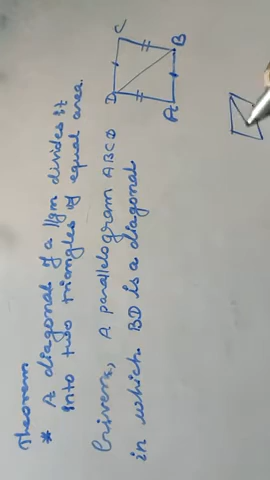 Theorem
* A diagonal of a ||gm divides it
into two triangles of equal area.
Given, A parallelogram ABCD
in which BD is a diagonal
D
C
A
B